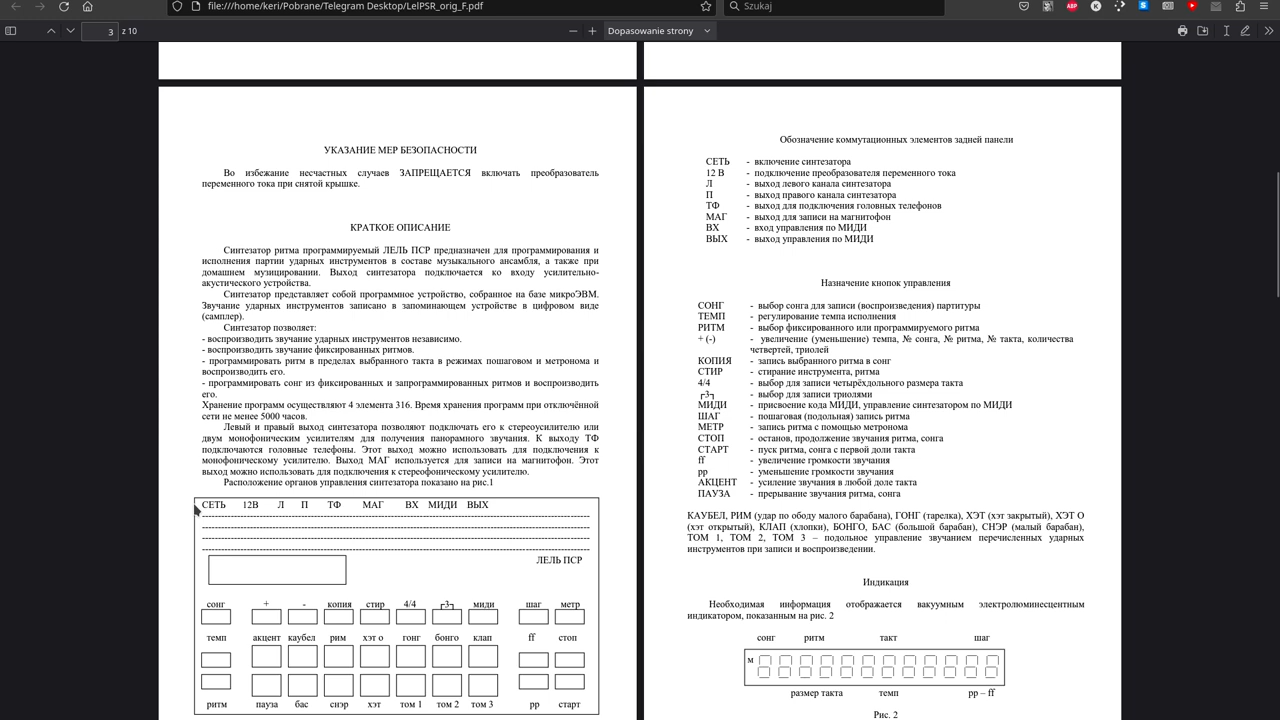 file:///home/keri/Pobrane/Telegram Desktop/LelPSR_orig_F.pdf
Szukaj
ABP
3 z 10
Dopasowanie strony
УКАЗАНИЕ МЕР БЕЗОПАСНОСТИ
Во избежание несчастных случаев ЗАПРЕЩАЕТСЯ включать преобразователь
переменного тока при снятой крышке.
КРАТКОЕ ОПИСАНИЕ
Синтезатор ритма программируемый ЛЕЛЬ ПСР предназначен для программирования и
исполнения партии ударных инструментов в составе музыкального ансамбля, а также при
домашнем музицировании. Выход синтезатора подключается ко входу усилительно-
акустического устройства.
Синтезатор представляет собой программное устройство, собранное на базе микроЭВМ.
Звучание ударных инструментов записано в запоминающем устройстве в цифровом виде
(самплер).
Синтезатор позволяет:
- воспроизводить звучание ударных инструментов независимо.
- воспроизводить звучание фиксированных ритмов.
- программировать ритм в пределах выбранного такта в режимах пошаговом и метронома и
воспроизводить его.
- программировать сонг из фиксированных и запрограммированных ритмов и воспроизводить
его.
Хранение программ осуществляют 4 элемента 316. Время хранения программ при отключённой
сети не менее 5000 часов.
Левый и правый выход синтезатора позволяют подключать его к стереоусилителю или
двум монофоническим усилителям для получения панорамного звучания. К выходу ТФ
подключаются головные телефоны. Этот выход можно использовать для подключения к
монофоническому усилителю. Выход МАГ используется для записи на магнитофон. Этот
выход можно использовать для подключения к стереофоническому усилителю.
Расположение органов управления синтезатора показано на рис.1
СЕТЬ 12В Л П ТФ МАГ ВХ МИДИ ВЫХ
ЛЕЛЬ ПСР
сонг + - копия стир 4/4 ┌3┐ миди шаг метр
темп акцент каубел рим хэт о гонг бонго клап ff стоп
ритм пауза бас снэр хэт том 1 том 2 том 3 pp старт
Обозначение коммутационных элементов задней панели
СЕТЬ - включение синтезатора
12 В - подключение преобразователя переменного тока
Л - выход левого канала синтезатора
П - выход правого канала синтезатора
ТФ - выход для подключения головных телефонов
МАГ - выход для записи на магнитофон
ВХ - вход управления по МИДИ
ВЫХ - выход управления по МИДИ
Назначение кнопок управления
СОНГ - выбор сонга для записи (воспроизведения) партитуры
ТЕМП - регулирование темпа исполнения
РИТМ - выбор фиксированного или программируемого ритма
+ (-) - увеличение (уменьшение) темпа, № сонга, № ритма, № такта, количества
четвертей, триолей
КОПИЯ - запись выбранного ритма в сонг
СТИР - стирание инструмента, ритма
4/4 - выбор для записи четырёхдольного размера такта
┌3┐ - выбор для записи триолями
МИДИ - присвоение кода МИДИ, управление синтезатором по МИДИ
ШАГ - пошаговая (подольная) запись ритма
МЕТР - запись ритма с помощью метронома
СТОП - останов, продолжение звучания ритма, сонга
СТАРТ - пуск ритма, сонга с первой доли такта
ff - увеличение громкости звучания
pp - уменьшение громкости звучания
АКЦЕНТ - усиление звучания в любой доле такта
ПАУЗА - прерывание звучания ритма, сонга
КАУБЕЛ, РИМ (удар по ободу малого барабана), ГОНГ (тарелка), ХЭТ (хэт закрытый), ХЭТ О
(хэт открытый), КЛАП (хлопки), БОНГО, БАС (большой барабан), СНЭР (малый барабан),
ТОМ 1, ТОМ 2, ТОМ 3 – подольное управление звучанием перечисленных ударных
инструментов при записи и воспроизведении.
Индикация
Необходимая информация отображается вакуумным электролюминесцентным
индикатором, показанным на рис. 2
сонг ритм такт шаг
м
размер такта темп pp – ff
Рис. 2